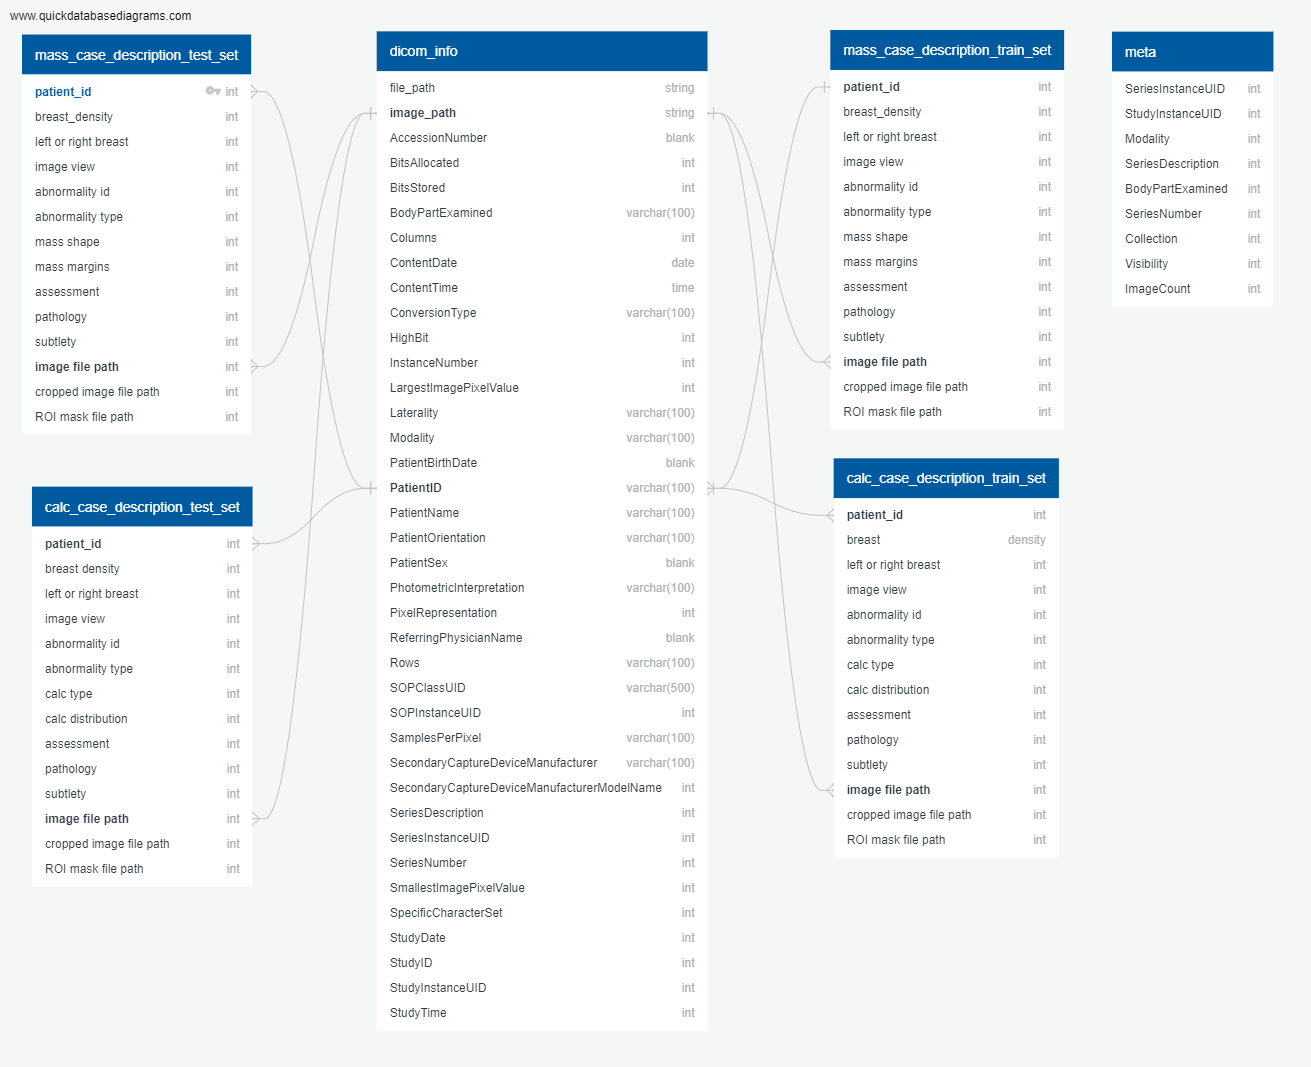 www.quickdatabasediagrams.com
mass_case_description_test_set
patient_id int
breast_density int
left or right breast int
image view int
abnormality id int
abnormality type int
mass shape int
mass margins int
assessment int
pathology int
subtlety int
image file path int
cropped image file path int
ROI mask file path int
calc_case_description_test_set
patient_id int
breast density int
left or right breast int
image view int
abnormality id int
abnormality type int
calc type int
calc distribution int
assessment int
pathology int
subtlety int
image file path int
cropped image file path int
ROI mask file path int
dicom_info
file_path string
image_path string
AccessionNumber blank
BitsAllocated int
BitsStored int
BodyPartExamined varchar(100)
Columns int
ContentDate date
ContentTime time
ConversionType varchar(100)
HighBit int
InstanceNumber int
LargestImagePixelValue int
Laterality varchar(100)
Modality varchar(100)
PatientBirthDate blank
PatientID varchar(100)
PatientName varchar(100)
PatientOrientation varchar(100)
PatientSex blank
PhotometricInterpretation varchar(100)
PixelRepresentation int
ReferringPhysicianName blank
Rows varchar(100)
SOPClassUID varchar(500)
SOPInstanceUID int
SamplesPerPixel varchar(100)
SecondaryCaptureDeviceManufacturer varchar(100)
SecondaryCaptureDeviceManufacturerModelName int
SeriesDescription int
SeriesInstanceUID int
SeriesNumber int
SmallestImagePixelValue int
SpecificCharacterSet int
StudyDate int
StudyID int
StudyInstanceUID int
StudyTime int
mass_case_description_train_set
patient_id int
breast_density int
left or right breast int
image view int
abnormality id int
abnormality type int
mass shape int
mass margins int
assessment int
pathology int
subtlety int
image file path int
cropped image file path int
ROI mask file path int
calc_case_description_train_set
patient_id int
breast density
left or right breast int
image view int
abnormality id int
abnormality type int
calc type int
calc distribution int
assessment int
pathology int
subtlety int
image file path int
cropped image file path int
ROI mask file path int
meta
SeriesInstanceUID int
StudyInstanceUID int
Modality int
SeriesDescription int
BodyPartExamined int
SeriesNumber int
Collection int
Visibility int
ImageCount int